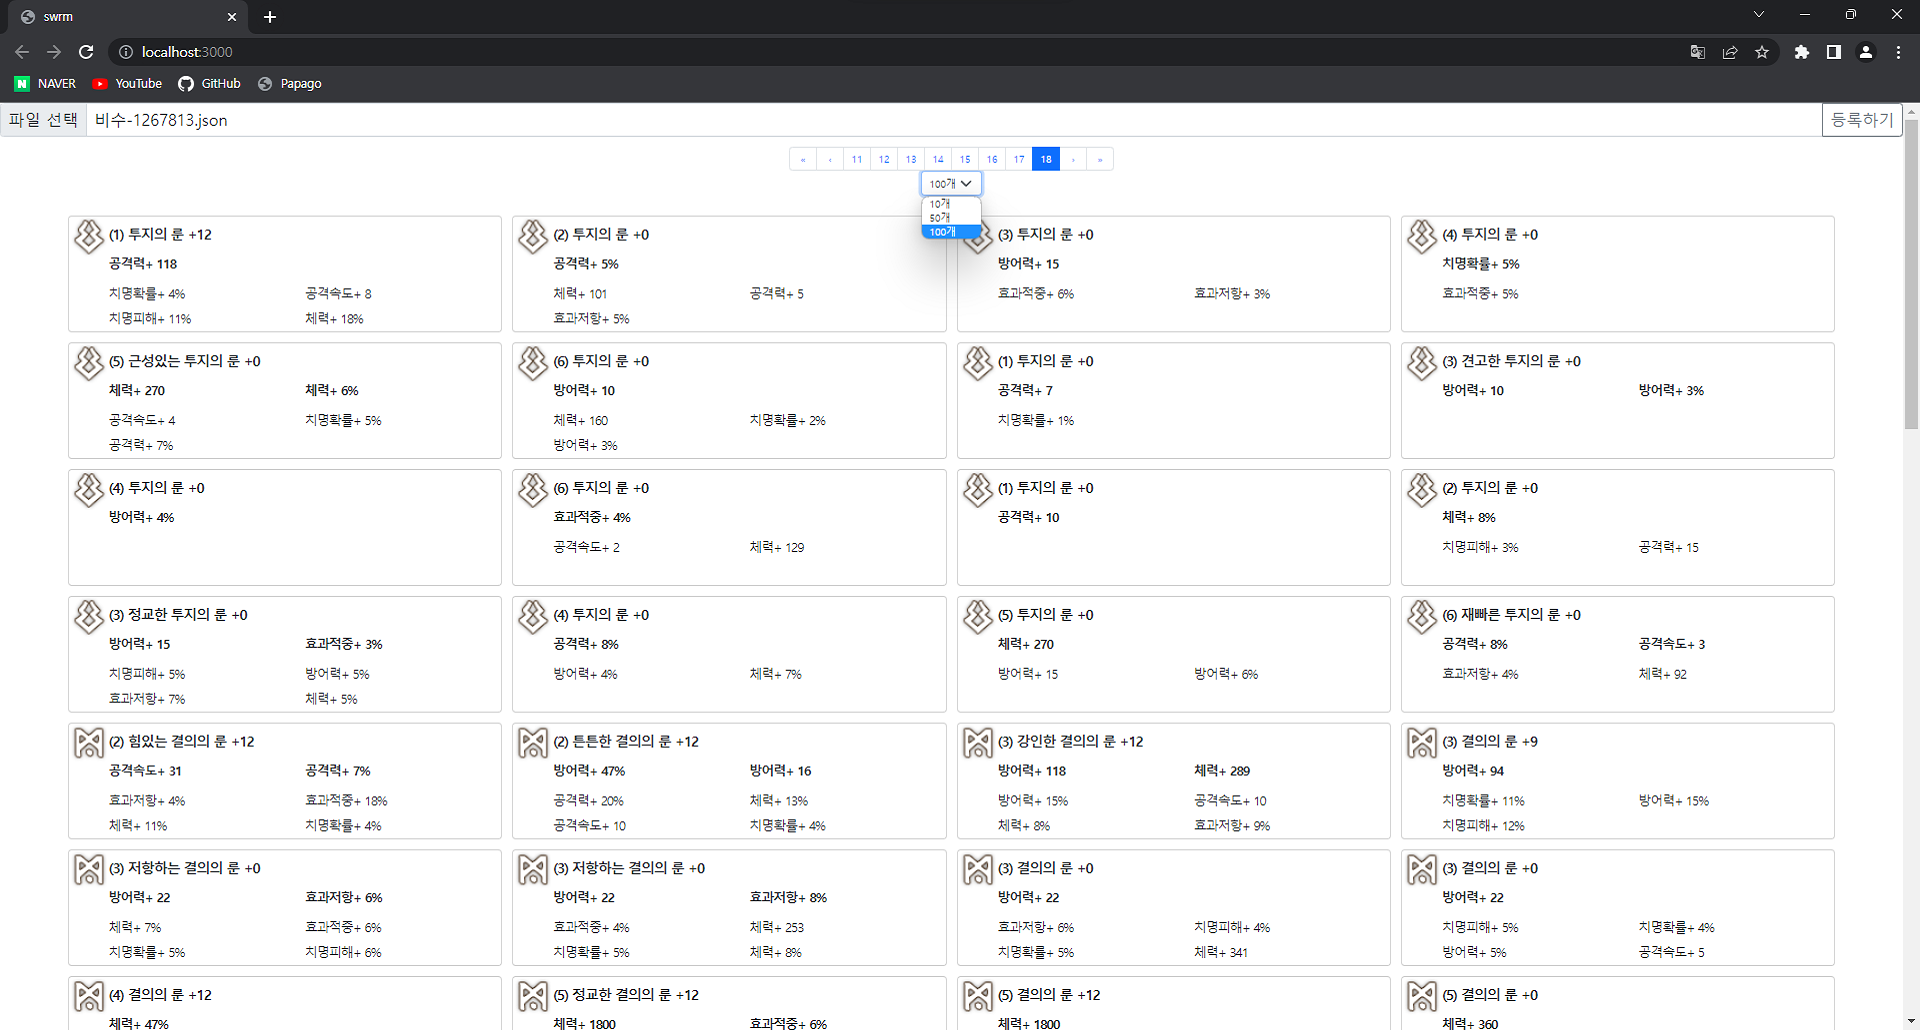 swrm
localhost:3000
NAVER YouTube GitHub Papago
파일 선택 비수-1267813.json 등록하기
« ‹ 11 12 13 14 15 16 17 18 › »
100개
10개
50개
100개
(1) 투지의 룬 +12
공격력+ 118
치명확률+ 4% 공격속도+ 8
치명피해+ 11% 체력+ 18%
(2) 투지의 룬 +0
공격력+ 5%
체력+ 101 공격력+ 5
효과저항+ 5%
(3) 투지의 룬 +0
방어력+ 15
효과적중+ 6% 효과저항+ 3%
(4) 투지의 룬 +0
치명확률+ 5%
효과적중+ 5%
(5) 근성있는 투지의 룬 +0
체력+ 270 체력+ 6%
공격속도+ 4 치명확률+ 5%
공격력+ 7%
(6) 투지의 룬 +0
방어력+ 10
체력+ 160 치명확률+ 2%
방어력+ 3%
(1) 투지의 룬 +0
공격력+ 7
치명확률+ 1%
(3) 견고한 투지의 룬 +0
방어력+ 10 방어력+ 3%
(4) 투지의 룬 +0
방어력+ 4%
(6) 투지의 룬 +0
효과적중+ 4%
공격속도+ 2 체력+ 129
(1) 투지의 룬 +0
공격력+ 10
(2) 투지의 룬 +0
체력+ 8%
치명피해+ 3% 공격력+ 15
(3) 정교한 투지의 룬 +0
방어력+ 15 효과적중+ 3%
치명피해+ 5% 방어력+ 5%
효과저항+ 7% 체력+ 5%
(4) 투지의 룬 +0
공격력+ 8%
방어력+ 4% 체력+ 7%
(5) 투지의 룬 +0
체력+ 270
방어력+ 15 방어력+ 6%
(6) 재빠른 투지의 룬 +0
공격력+ 8% 공격속도+ 3
효과저항+ 4% 체력+ 92
(2) 힘있는 결의의 룬 +12
공격속도+ 31 공격력+ 7%
효과저항+ 4% 효과적중+ 18%
체력+ 11% 치명확률+ 4%
(2) 튼튼한 결의의 룬 +12
방어력+ 47% 방어력+ 16
공격력+ 20% 체력+ 13%
공격속도+ 10 치명확률+ 4%
(3) 강인한 결의의 룬 +12
방어력+ 118 체력+ 289
방어력+ 15% 공격속도+ 10
체력+ 8% 효과저항+ 9%
(3) 결의의 룬 +9
방어력+ 94
치명확률+ 11% 방어력+ 15%
치명피해+ 12%
(3) 저항하는 결의의 룬 +0
방어력+ 22 효과저항+ 6%
체력+ 7% 효과적중+ 6%
치명확률+ 5% 치명피해+ 6%
(3) 저항하는 결의의 룬 +0
방어력+ 22 효과저항+ 8%
효과적중+ 4% 체력+ 253
치명확률+ 5% 체력+ 8%
(3) 결의의 룬 +0
방어력+ 22
효과저항+ 6% 치명피해+ 4%
치명확률+ 5% 체력+ 341
(3) 결의의 룬 +0
방어력+ 22
치명피해+ 5% 치명확률+ 4%
방어력+ 5% 공격속도+ 5
(4) 결의의 룬 +12
체력+ 47%
(5) 정교한 결의의 룬 +12
체력+ 1800 효과적중+ 6%
(5) 결의의 룬 +12
체력+ 1800
(5) 결의의 룬 +0
체력+ 360